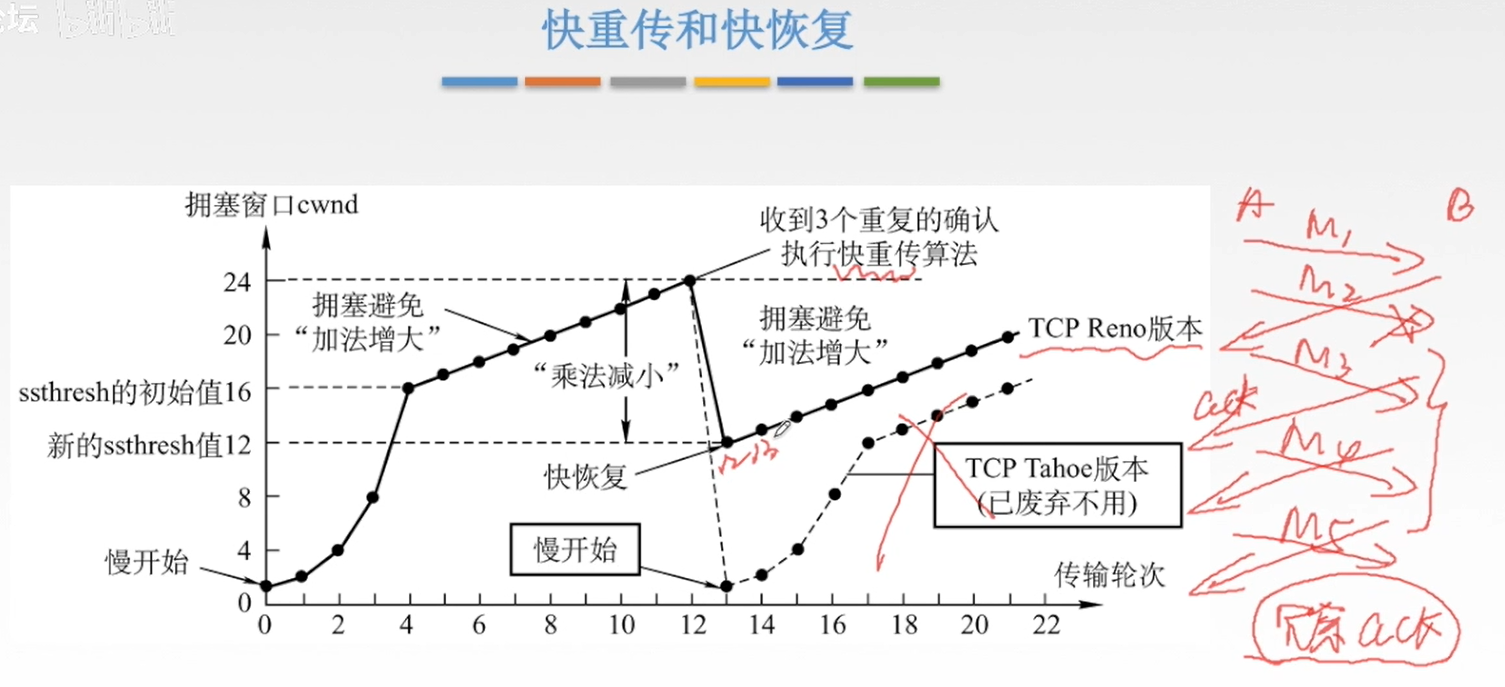 论坛 bilibili
快重传和快恢复
拥塞窗口cwnd
收到3个重复的确认
执行快重传算法
24
20
ssthresh的初始值16
新的ssthresh值12
8
4
0
拥塞避免
“加法增大”
“乘法减小”
拥塞避免
“加法增大”
TCP Reno版本
12 13
快恢复
TCP Tahoe版本
(已废弃不用)
慢开始
慢开始
传输轮次
0 2 4 6 8 10 12 14 16 18 20 22
A B
M1
M2
M3
ack
M4
M5
冗余 ack